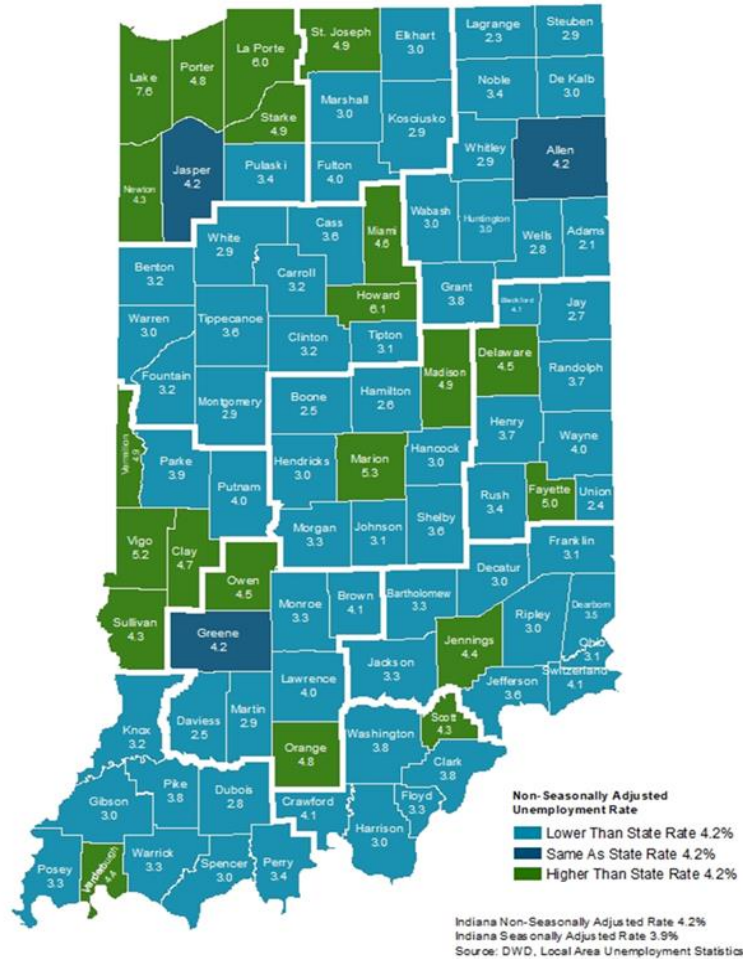 St. Joseph
4.9
Elkhart
3.0
Lagrange
2.3
Steuben
2.9
La Porte
6.0
Porter
4.8
Lake
7.6
Noble
3.4
De Kalb
3.0
Marshall
3.0
Kosciusko
2.9
Starke
4.9
Whitley
2.9
Allen
4.2
Jasper
4.2
Pulaski
3.4
Fulton
4.0
Newton
4.3
Wabash
3.0
Huntington
3.0
Miami
4.6
Cass
3.6
White
2.9
Wells
2.8
Adams
2.1
Benton
3.2
Carroll
3.2
Grant
3.8
Howard
6.1
Blackford
4.1
Jay
2.7
Warren
3.0
Tippecanoe
3.6
Clinton
3.2
Tipton
3.1
Delaware
4.5
Madison
4.9
Randolph
3.7
Fountain
3.2
Montgomery
2.9
Boone
2.5
Hamilton
2.6
Henry
3.7
Wayne
4.0
Vermillion
4.9
Parke
3.9
Putnam
4.0
Hendricks
3.0
Marion
5.3
Hancock
3.0
Rush
3.4
Fayette
5.0
Union
2.4
Vigo
5.2
Clay
4.7
Morgan
3.3
Johnson
3.1
Shelby
3.6
Franklin
3.1
Owen
4.5
Decatur
3.0
Sullivan
4.3
Greene
4.2
Monroe
3.3
Brown
4.1
Bartholomew
3.3
Ripley
3.0
Dearborn
3.5
Jennings
4.4
Ohio
3.1
Jackson
3.3
Jefferson
3.6
Switzerland
4.1
Lawrence
4.0
Knox
3.2
Daviess
2.5
Martin
2.9
Orange
4.8
Washington
3.8
Scott
4.3
Clark
3.8
Pike
3.8
Dubois
2.8
Gibson
3.0
Crawford
4.1
Floyd
3.3
Harrison
3.0
Posey
3.3
Vanderburgh
4.4
Warrick
3.3
Spencer
3.0
Perry
3.4
Non-Seasonally Adjusted
Unemployment Rate
Lower Than State Rate 4.2%
Same As State Rate 4.2%
Higher Than State Rate 4.2%
Indiana Non-Seasonally Adjusted Rate 4.2%
Indiana Seasonally Adjusted Rate 3.9%
Source: DWD, Local Area Unemployment Statistics